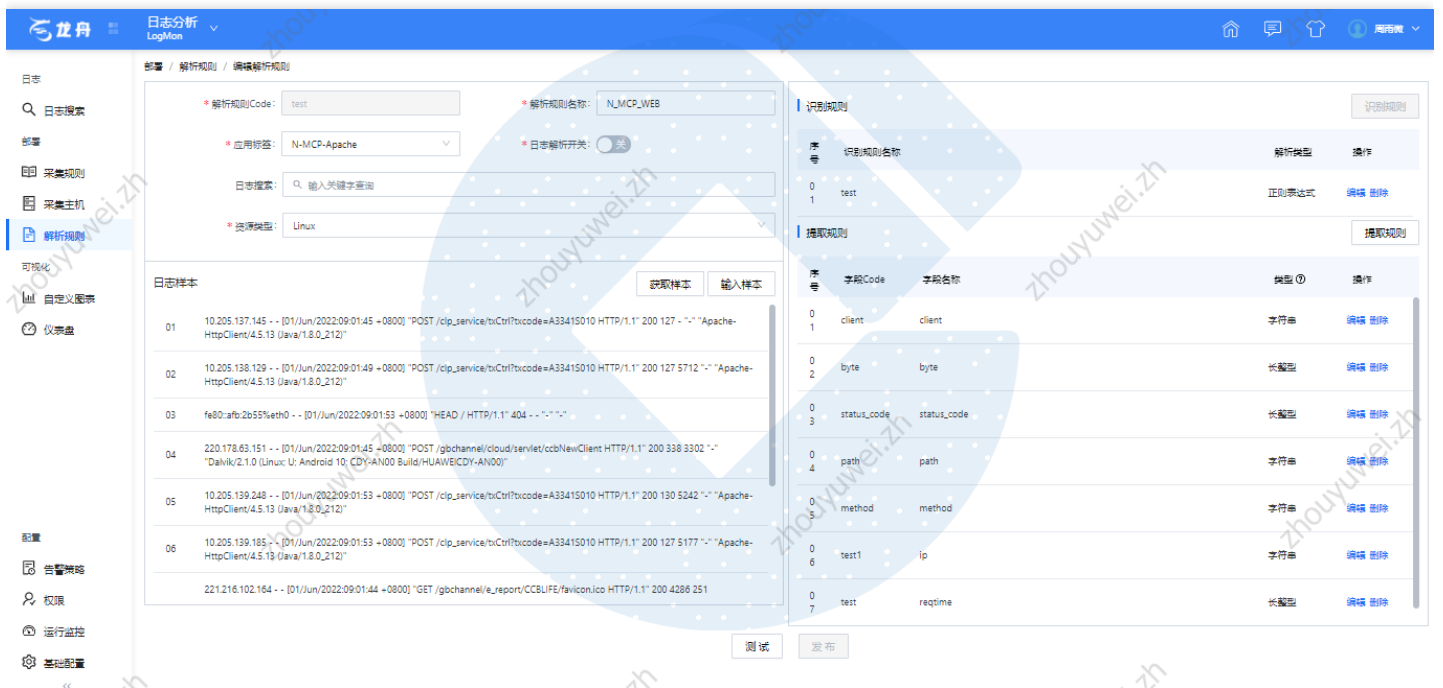 龙舟
日志分析
LogMon
周雨微
日志
日志搜索
部署
采集规则
采集主机
解析规则
可视化
自定义图表
仪表盘
配置
告警策略
权限
运行监控
基础配置
部署 / 解析规则 / 编辑解析规则
* 解析规则Code: test
* 解析规则名称: N_MCP_WEB
* 应用标签: N-MCP-Apache
* 日志解析开关: 关
日志搜索: 输入关键字查询
* 资源类型: Linux
日志样本 获取样本 输入样本
01 10.205.137.145 - - [01/Jun/2022:09:01:45 +0800] "POST /clp_service/txCtrl?txcode=A3341S010 HTTP/1.1" 200 127 - "-" "Apache-
HttpClient/4.5.13 (Java/1.8.0_212)"
02 10.205.138.129 - - [01/Jun/2022:09:01:49 +0800] "POST /clp_service/txCtrl?txcode=A3341S010 HTTP/1.1" 200 127 5712 "-" "Apache-
HttpClient/4.5.13 (Java/1.8.0_212)"
03 fe80::afb:2b55%eth0 - - [01/Jun/2022:09:01:53 +0800] "HEAD / HTTP/1.1" 404 - - "-" "-"
04 220.178.63.151 - - [01/Jun/2022:09:01:45 +0800] "POST /gbchannel/cloud/servlet/ccbNewClient HTTP/1.1" 200 338 3302 "-"
"Dalvik/2.1.0 (Linux; U; Android 10; CDY-AN00 Build/HUAWEICDY-AN00)"
05 10.205.139.248 - - [01/Jun/2022:09:01:53 +0800] "POST /clp_service/txCtrl?txcode=A3341S010 HTTP/1.1" 200 130 5242 "-" "Apache-
HttpClient/4.5.13 (Java/1.8.0_212)"
06 10.205.139.185 - - [01/Jun/2022:09:01:53 +0800] "POST /clp_service/txCtrl?txcode=A3341S010 HTTP/1.1" 200 127 5177 "-" "Apache-
HttpClient/4.5.13 (Java/1.8.0_212)"
221.216.102.164 - - [01/Jun/2022:09:01:44 +0800] "GET /gbchannel/e_report/CCBLIFE/favicon.ico HTTP/1.1" 200 4286 251
识别规则 识别规则
序号 识别规则名称 解析类型 操作
01 test 正则表达式 编辑 删除
提取规则 提取规则
序号 字段Code 字段名称 类型 操作
01 client client 字符串 编辑 删除
02 byte byte 长整型 编辑 删除
03 status_code status_code 长整型 编辑 删除
04 path path 字符串 编辑 删除
05 method method 字符串 编辑 删除
06 test1 ip 字符串 编辑 删除
07 test reqtime 长整型 编辑 删除
测试 发布
zhouyuwei.zh